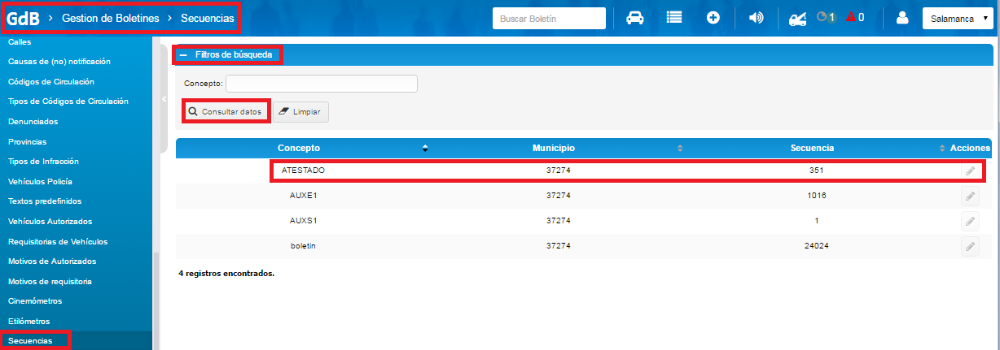 GdB > Gestion de Boletines > Secuencias
Buscar Boletín
1
0
Salamanca
Calles
Causas de (no) notificación
Códigos de Circulación
Tipos de Códigos de Circulación
Denunciados
Provincias
Tipos de Infracción
Vehículos Policía
Textos predefinidos
Vehículos Autorizados
Requisitorias de Vehículos
Motivos de Autorizados
Motivos de requisitoria
Cinemómetros
Etilómetros
Secuencias
– Filtros de búsqueda
Concepto:
Consultar datos
Limpiar
Concepto Municipio Secuencia Acciones
ATESTADO 37274 351
AUXE1 37274 1016
AUXS1 37274 1
boletin 37274 24024
4 registros encontrados.